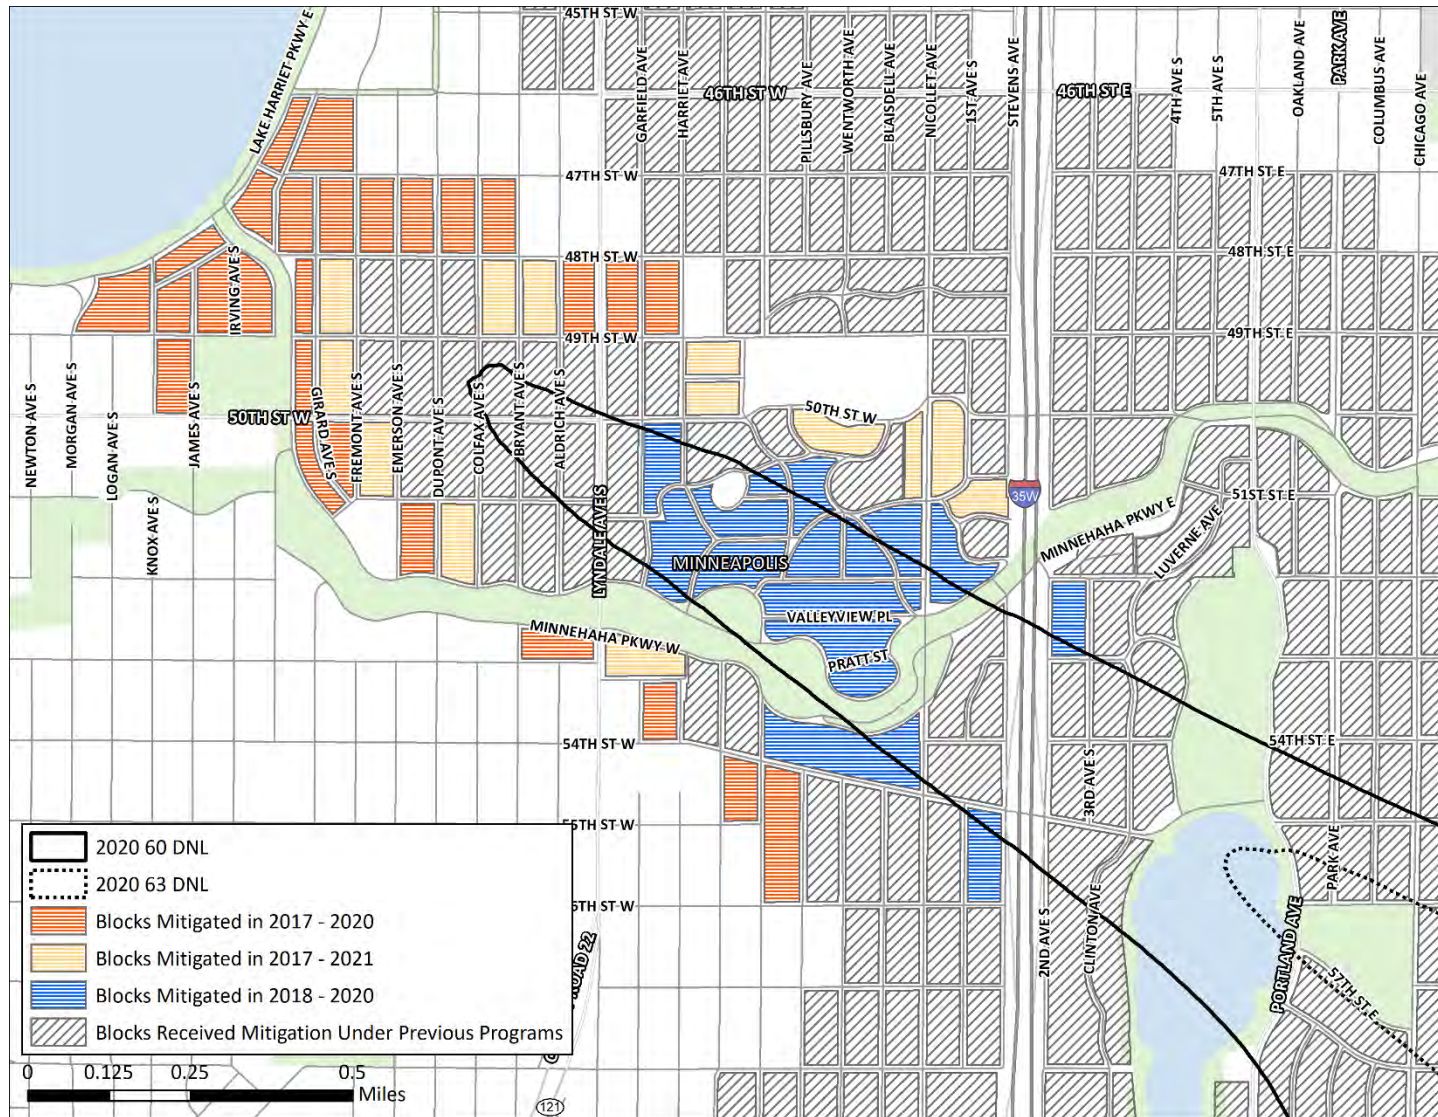 45TH ST W
LAKE HARRIET PKWY E
GARFIELD AVE
HARRIET AVE
46TH ST W
PILLSBURY AVE
WENTWORTH AVE
BLAISDELL AVE
NICOLLET AVE
1ST AVE S
STEVENS AVE
46TH ST E
4TH AVE S
5TH AVE S
OAKLAND AVE
PARK AVE
COLUMBUS AVE
CHICAGO AVE
47TH ST W
47TH ST E
48TH ST W
48TH ST E
IRVING AVE S
49TH ST W
49TH ST E
NEWTON AVE S
MORGAN AVE S
LOGAN AVE S
KNOX AVE S
JAMES AVE S
50TH ST W
GIRARD AVE S
FREMONT AVE S
EMERSON AVE S
DUPONT AVE S
COLFAX AVE S
BRYANT AVE S
ALDRICH AVE S
LYNDALE AVE S
50TH ST W
35W
51ST ST E
MINNEHAHA PKWY E
LUVERNE AVE
MINNEAPOLIS
VALLEYVIEW PL
PRATT ST
MINNEHAHA PKWY W
54TH ST W
54TH ST E
3RD AVE S
5TH ST W
PARK AVE
6TH ST W
2ND AVE S
CLINTON AVE
PORTLAND AVE
57TH ST E
ROAD 22
121
2020 60 DNL
2020 63 DNL
Blocks Mitigated in 2017 - 2020
Blocks Mitigated in 2017 - 2021
Blocks Mitigated in 2018 - 2020
Blocks Received Mitigation Under Previous Programs
0 0.125 0.25 0.5
Miles